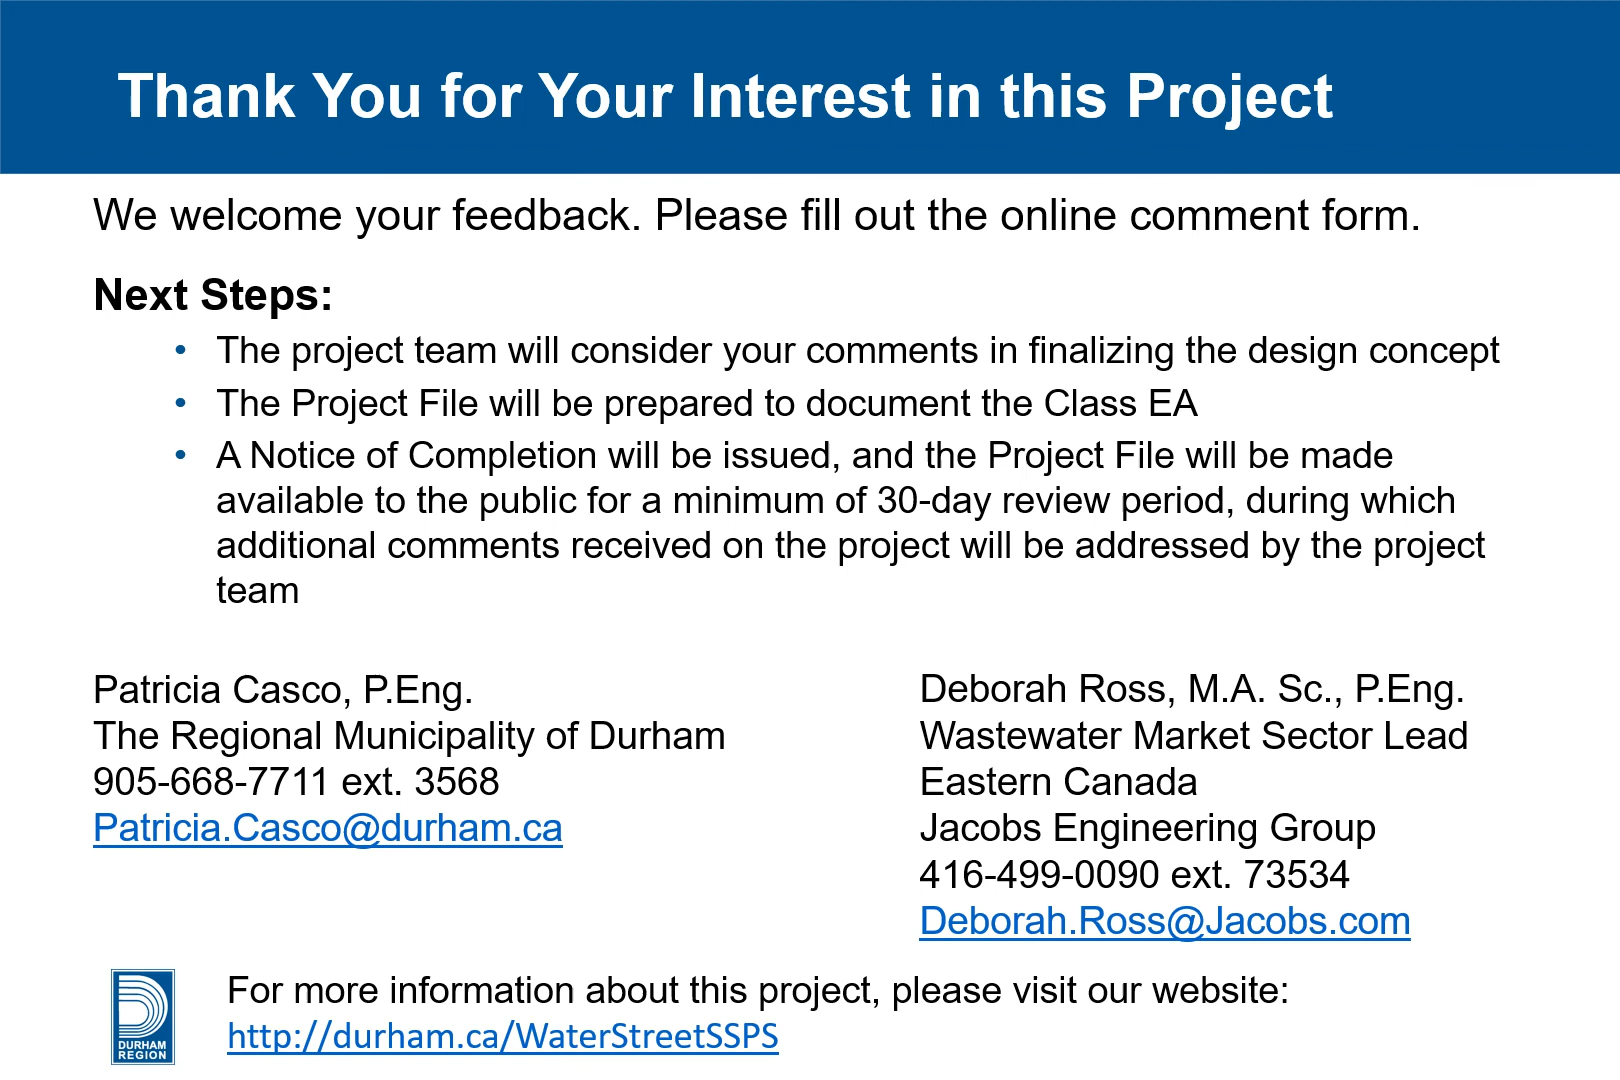 Thank You for Your Interest in this Project
We welcome your feedback. Please fill out the online comment form.
Next Steps:
• The project team will consider your comments in finalizing the design concept
• The Project File will be prepared to document the Class EA
• A Notice of Completion will be issued, and the Project File will be made
available to the public for a minimum of 30-day review period, during which
additional comments received on the project will be addressed by the project
team
Patricia Casco, P.Eng.
The Regional Municipality of Durham
905-668-7711 ext. 3568
Patricia.Casco@durham.ca
Deborah Ross, M.A. Sc., P.Eng.
Wastewater Market Sector Lead
Eastern Canada
Jacobs Engineering Group
416-499-0090 ext. 73534
Deborah.Ross@Jacobs.com
DURHAM
REGION
For more information about this project, please visit our website:
http://durham.ca/WaterStreetSSPS